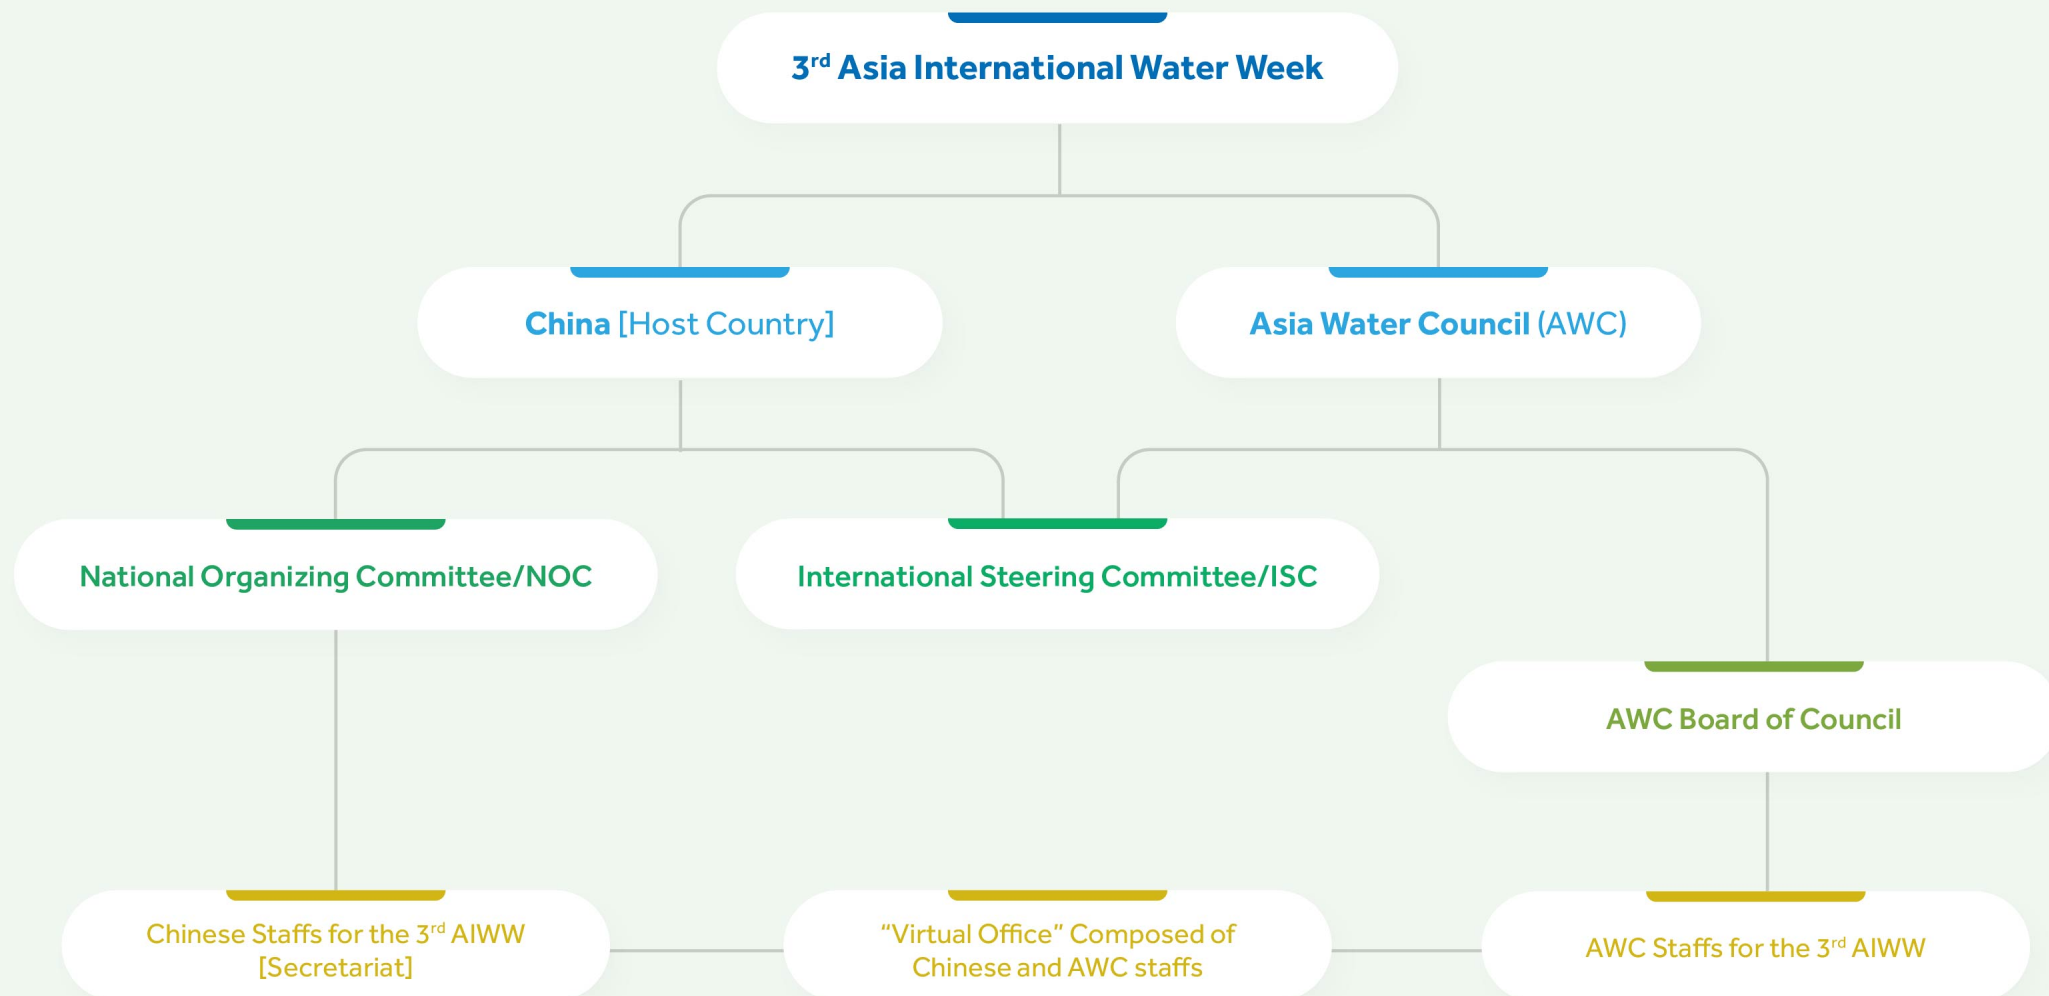 3rd Asia International Water Week
China [Host Country]
Asia Water Council (AWC)
National Organizing Committee/NOC
International Steering Committee/ISC
AWC Board of Council
Chinese Staffs for the 3rd AIWW
[Secretariat]
“Virtual Office” Composed of
Chinese and AWC staffs
AWC Staffs for the 3rd AIWW